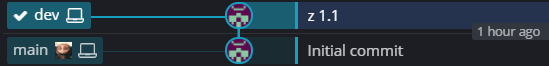 dev z 1.1
1 hour ago
main Initial commit